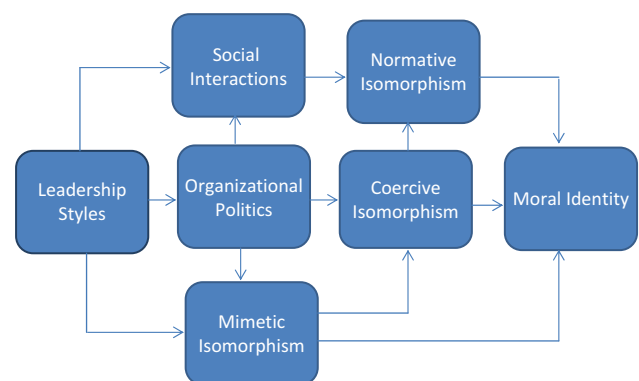 Social
Interactions
Normative
Isomorphism
Leadership
Styles
Organizational
Politics
Coercive
Isomorphism
Moral Identity
Mimetic
Isomorphism